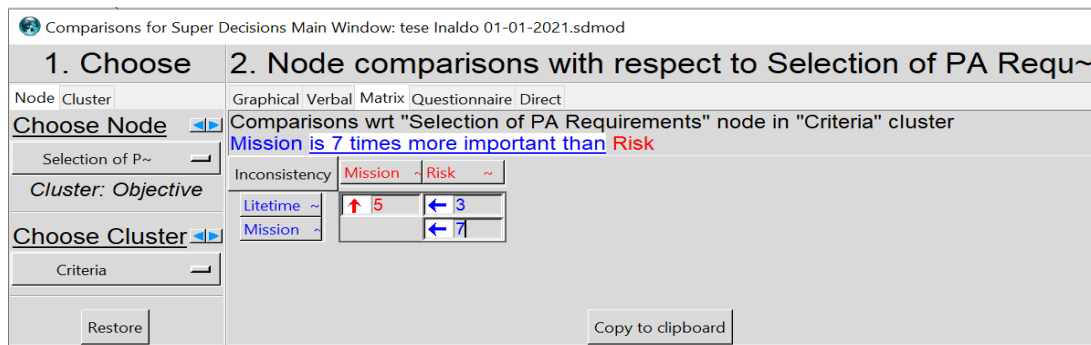 Comparisons for Super Decisions Main Window: tese Inaldo 01-01-2021.sdmod
1. Choose
2. Node comparisons with respect to Selection of PA Requ~
Node Cluster
Graphical Verbal Matrix Questionnaire Direct
Choose Node
Comparisons wrt "Selection of PA Requirements" node in "Criteria" cluster
Mission is 7 times more important than Risk
Selection of P~
Inconsistency Mission ~ Risk ~
Cluster: Objective
Litetime ~ 5 3
Mission ~ 7
Choose Cluster
Criteria
Restore
Copy to clipboard